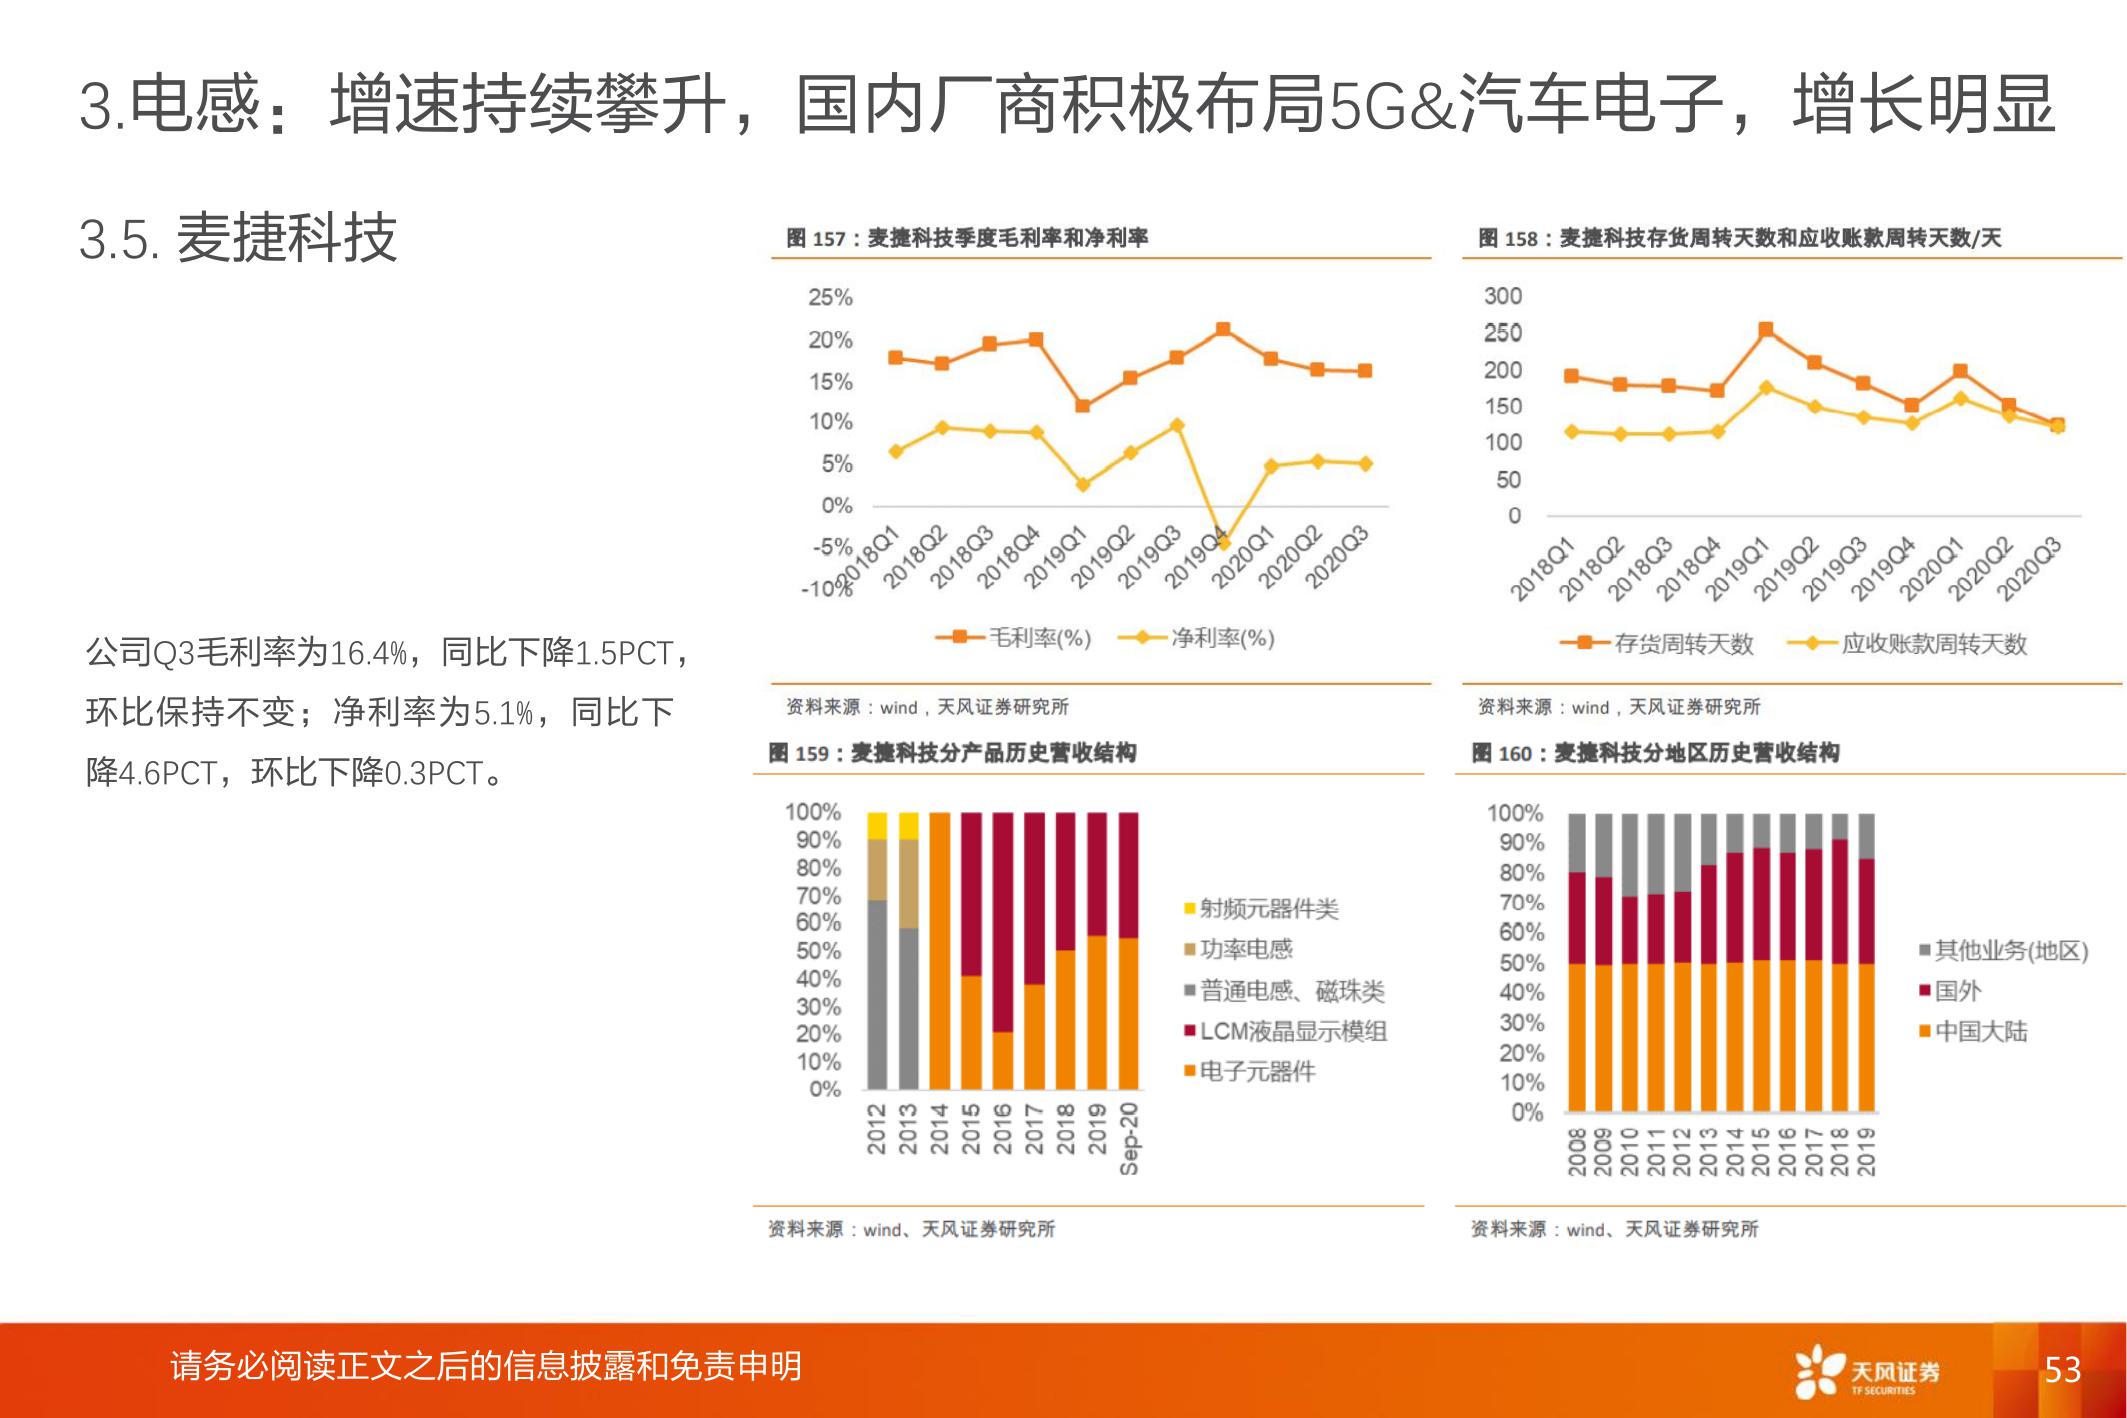 3.电感：增速持续攀升，国内厂商积极布局5G&汽车电子，增长明显
3.5. 麦捷科技
公司Q3毛利率为16.4%，同比下降1.5PCT，
环比保持不变；净利率为5.1%，同比下
降4.6PCT，环比下降0.3PCT。
图 157：麦捷科技季度毛利率和净利率
25%
20%
15%
10%
5%
0%
-5%
-10%
2018Q1
2018Q2
2018Q3
2018Q4
2019Q1
2019Q2
2019Q3
2019Q4
2020Q1
2020Q2
2020Q3
毛利率(%) 净利率(%)
资料来源：wind，天风证券研究所
图 158：麦捷科技存货周转天数和应收账款周转天数/天
300
250
200
150
100
50
0
2018Q1
2018Q2
2018Q3
2018Q4
2019Q1
2019Q2
2019Q3
2019Q4
2020Q1
2020Q2
2020Q3
存货周转天数 应收账款周转天数
资料来源：wind，天风证券研究所
图 159：麦捷科技分产品历史营收结构
100%
90%
80%
70%
60%
50%
40%
30%
20%
10%
0%
2012
2013
2014
2015
2016
2017
2018
2019
Sep-20
射频元器件类
功率电感
普通电感、磁珠类
LCM液晶显示模组
电子元器件
资料来源：wind、天风证券研究所
图 160：麦捷科技分地区历史营收结构
100%
90%
80%
70%
60%
50%
40%
30%
20%
10%
0%
2008
2009
2010
2011
2012
2013
2014
2015
2016
2017
2018
2019
其他业务(地区)
国外
中国大陆
资料来源：wind、天风证券研究所
请务必阅读正文之后的信息披露和免责申明
天风证券
TF SECURITIES
53